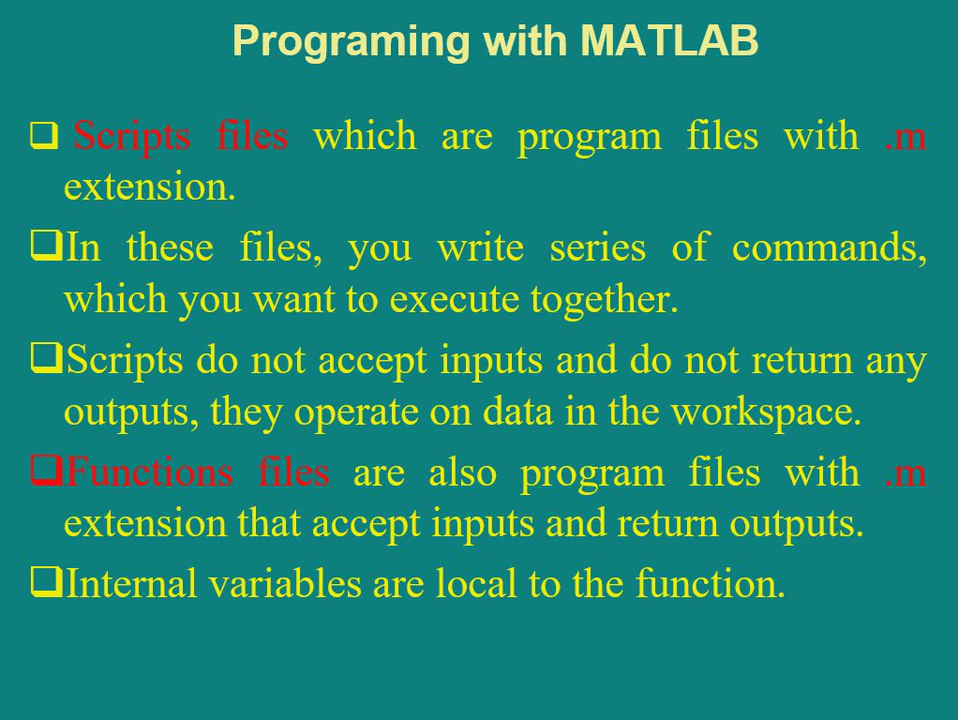 Programing with MATLAB
❑ Scripts files which are program files with .m
extension.
❑In these files, you write series of commands,
which you want to execute together.
❑Scripts do not accept inputs and do not return any
outputs, they operate on data in the workspace.
❑Functions files are also program files with .m
extension that accept inputs and return outputs.
❑Internal variables are local to the function.